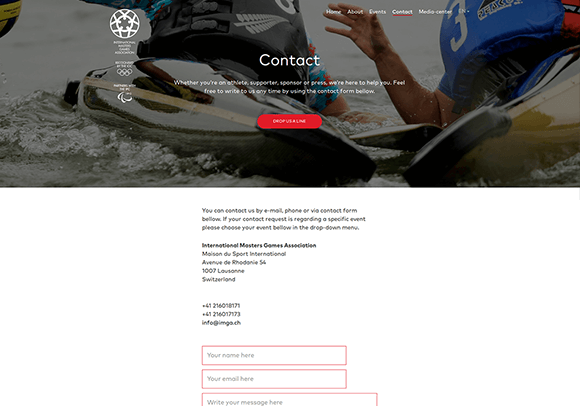 Home About Events Contact Media-center EN
INTERNATIONAL
MASTERS
GAMES
ASSOCIATION
RECOGNISED
BY THE IOC
PARTNERS WITH
THE IPC
Contact
Whether you're an athlete, supporter, sponsor or press, we're here to help you. Feel
free to write to us any time by using the contact form bellow.
DROP US A LINE
You can contact us by e-mail, phone or via contact form
bellow. If your contact request is regarding a specific event
please choose your event bellow in the drop-down menu.
International Masters Games Association
Maison du Sport International
Avenue de Rhodanie 54
1007 Lausanne
Switzerland
+41 216018171
+41 216017173
info@imga.ch
Your name here
Your email here
Write your message here